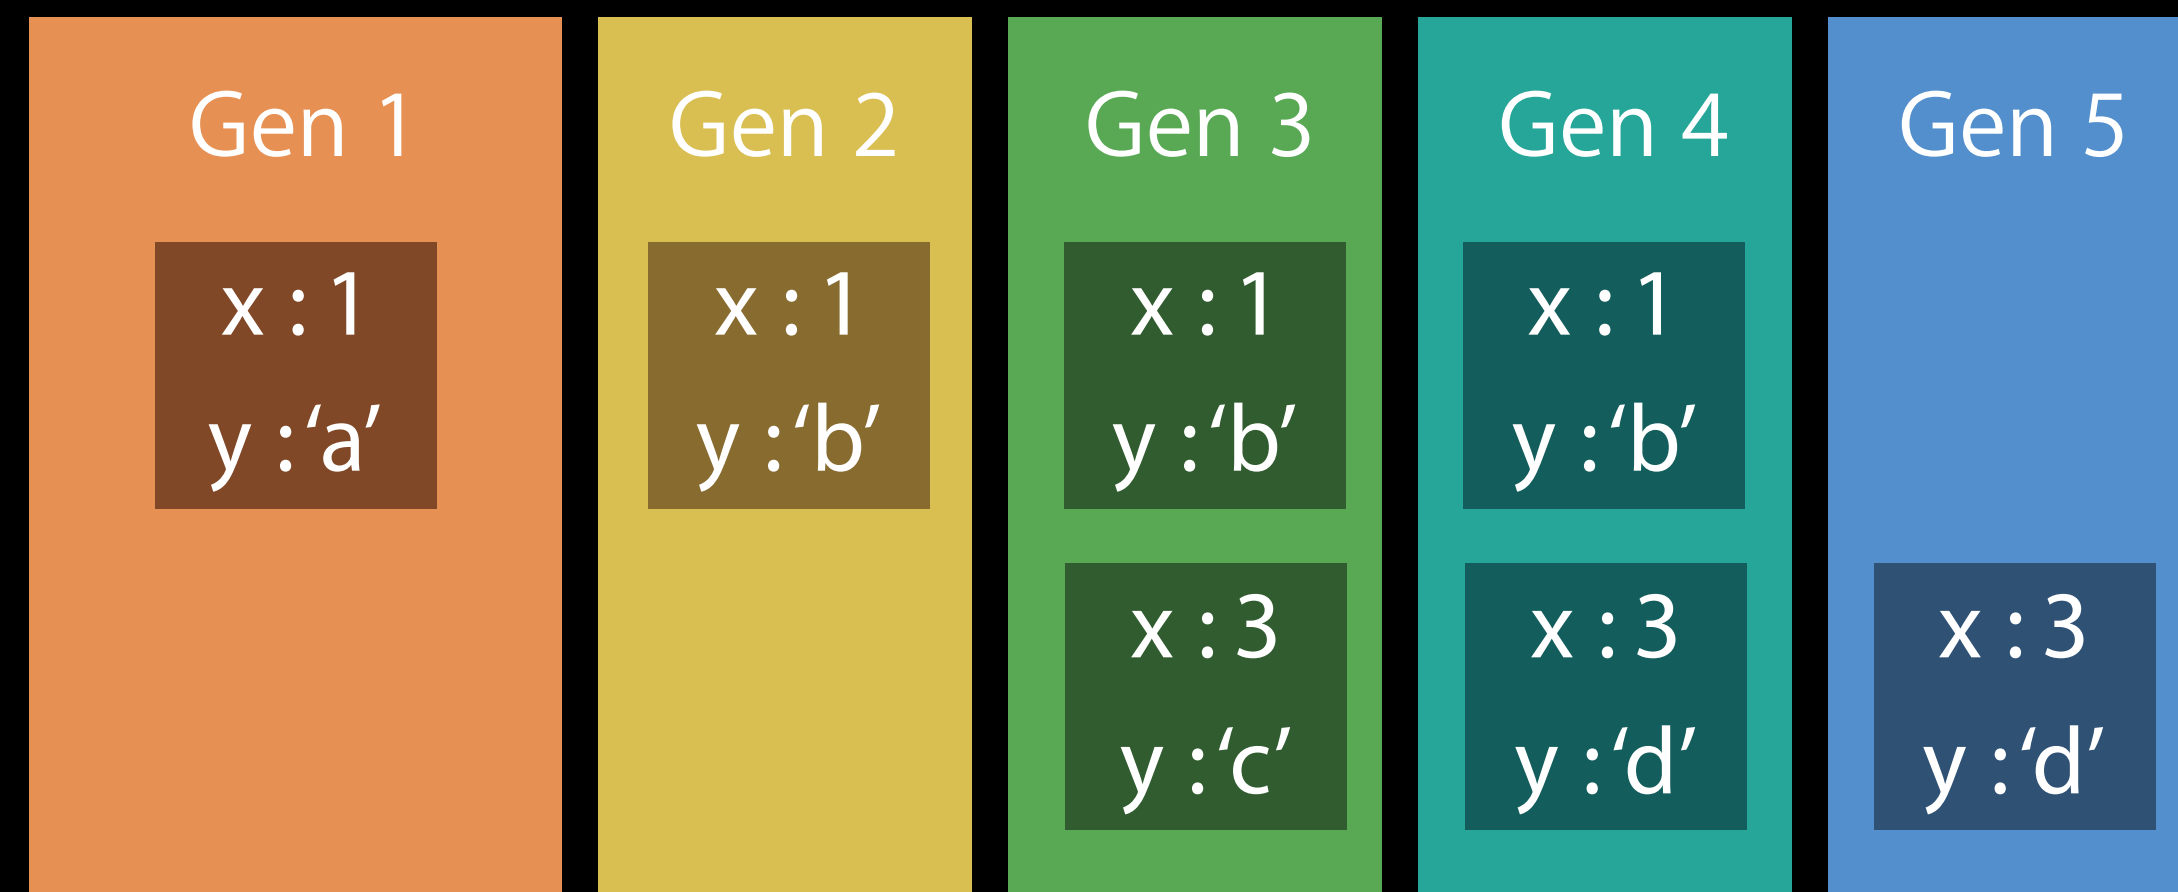 Gen 1
x : 1
y : ‘a’
Gen 2
x : 1
y : ‘b’
Gen 3
x : 1
y : ‘b’
x : 3
y : ‘c’
Gen 4
x : 1
y : ‘b’
x : 3
y : ‘d’
Gen 5
x : 3
y : ‘d’